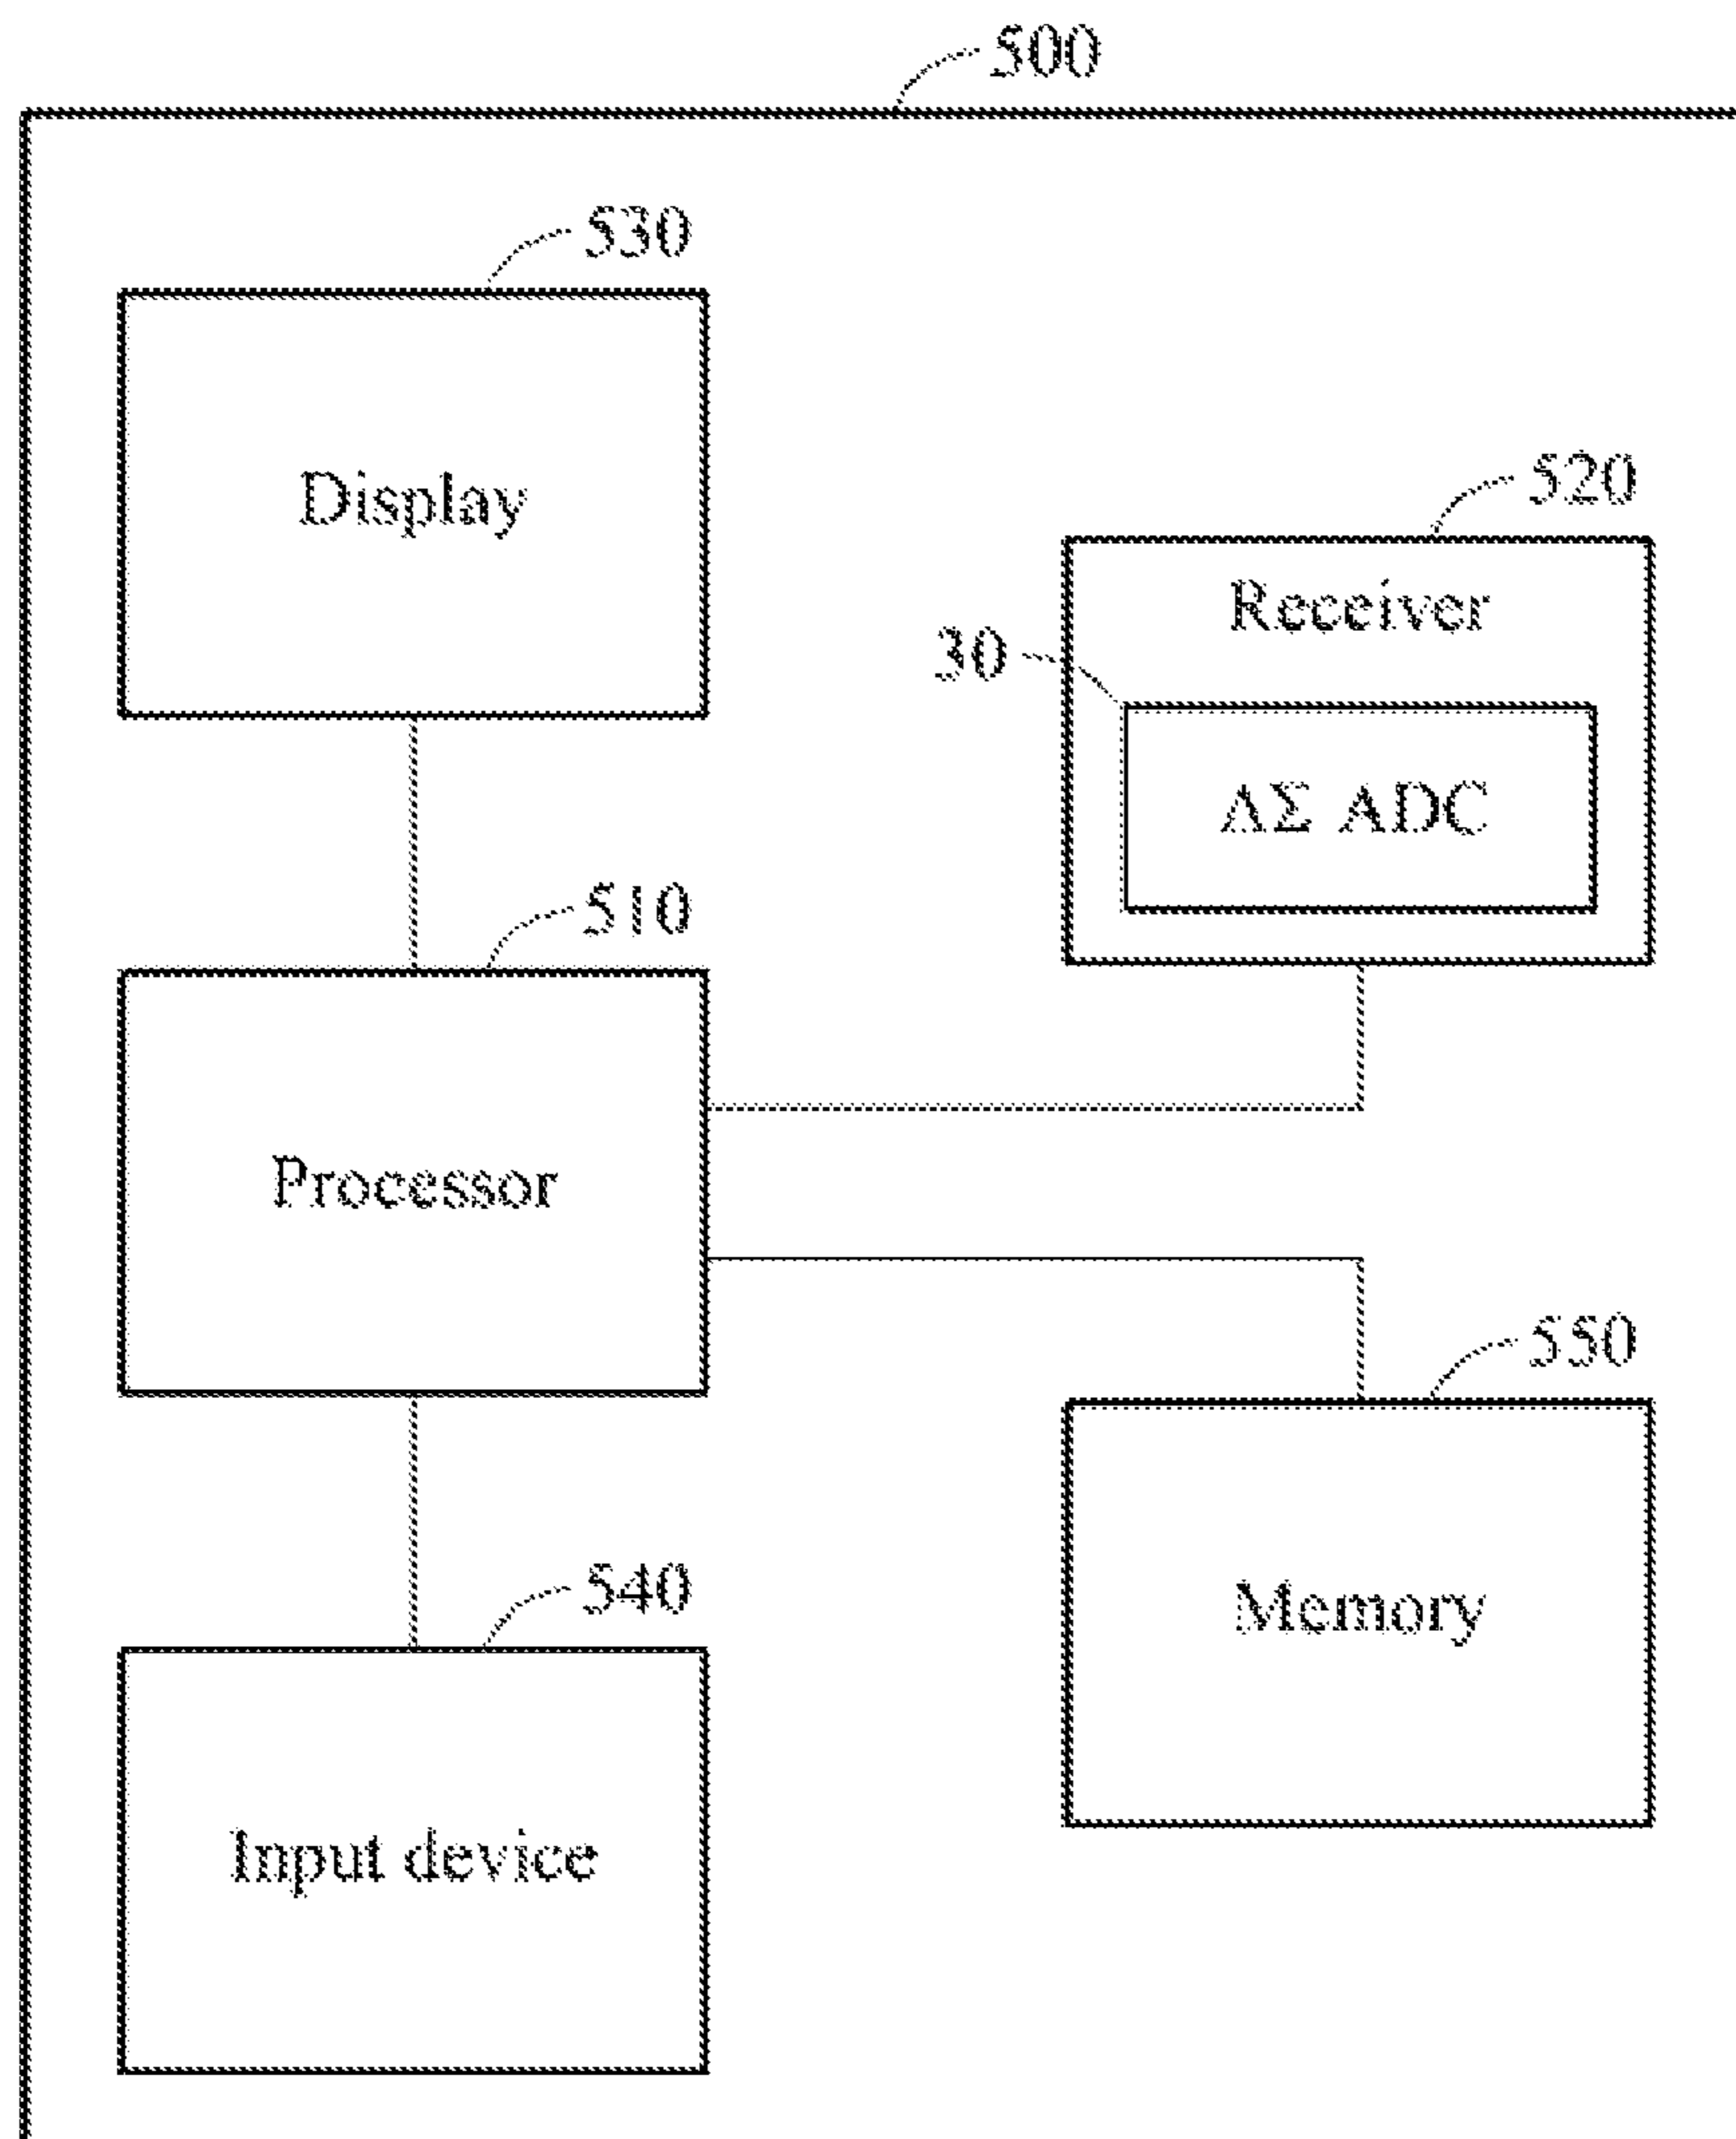 500
530
Display
520
Receiver
30
ΔΣ ADC
510
Processor
550
Memory
540
Input device